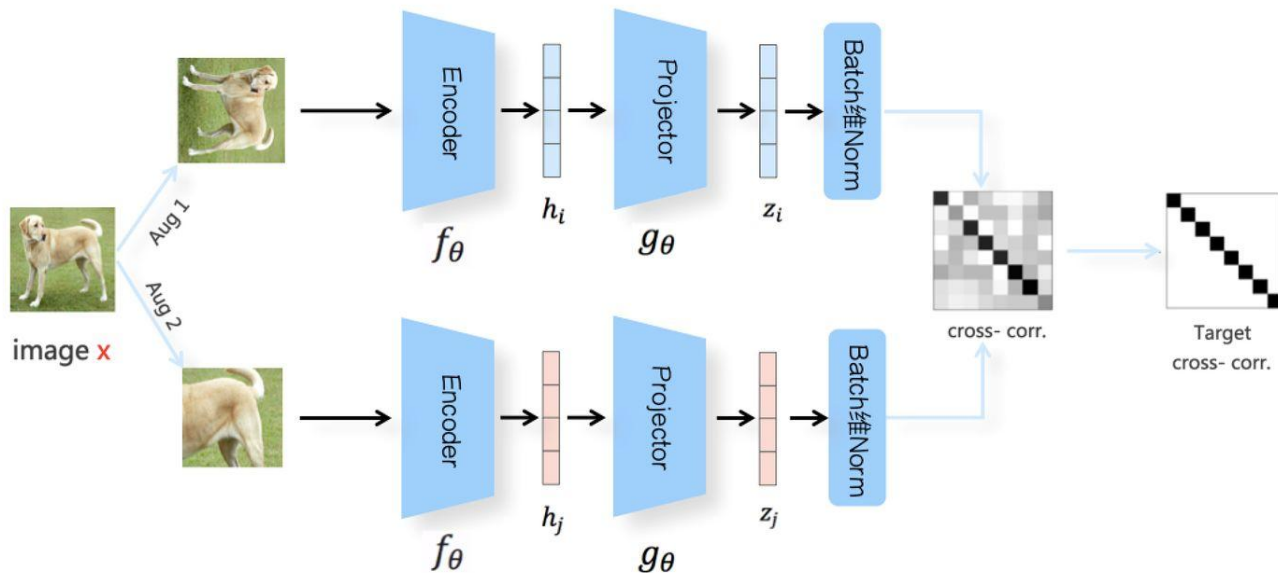 Aug 1
Encoder
h_i
Projector
z_i
Batch维Norm
f_θ
g_θ
image x
Aug 2
Encoder
h_j
Projector
z_j
Batch维Norm
f_θ
g_θ
cross- corr.
Target
cross- corr.